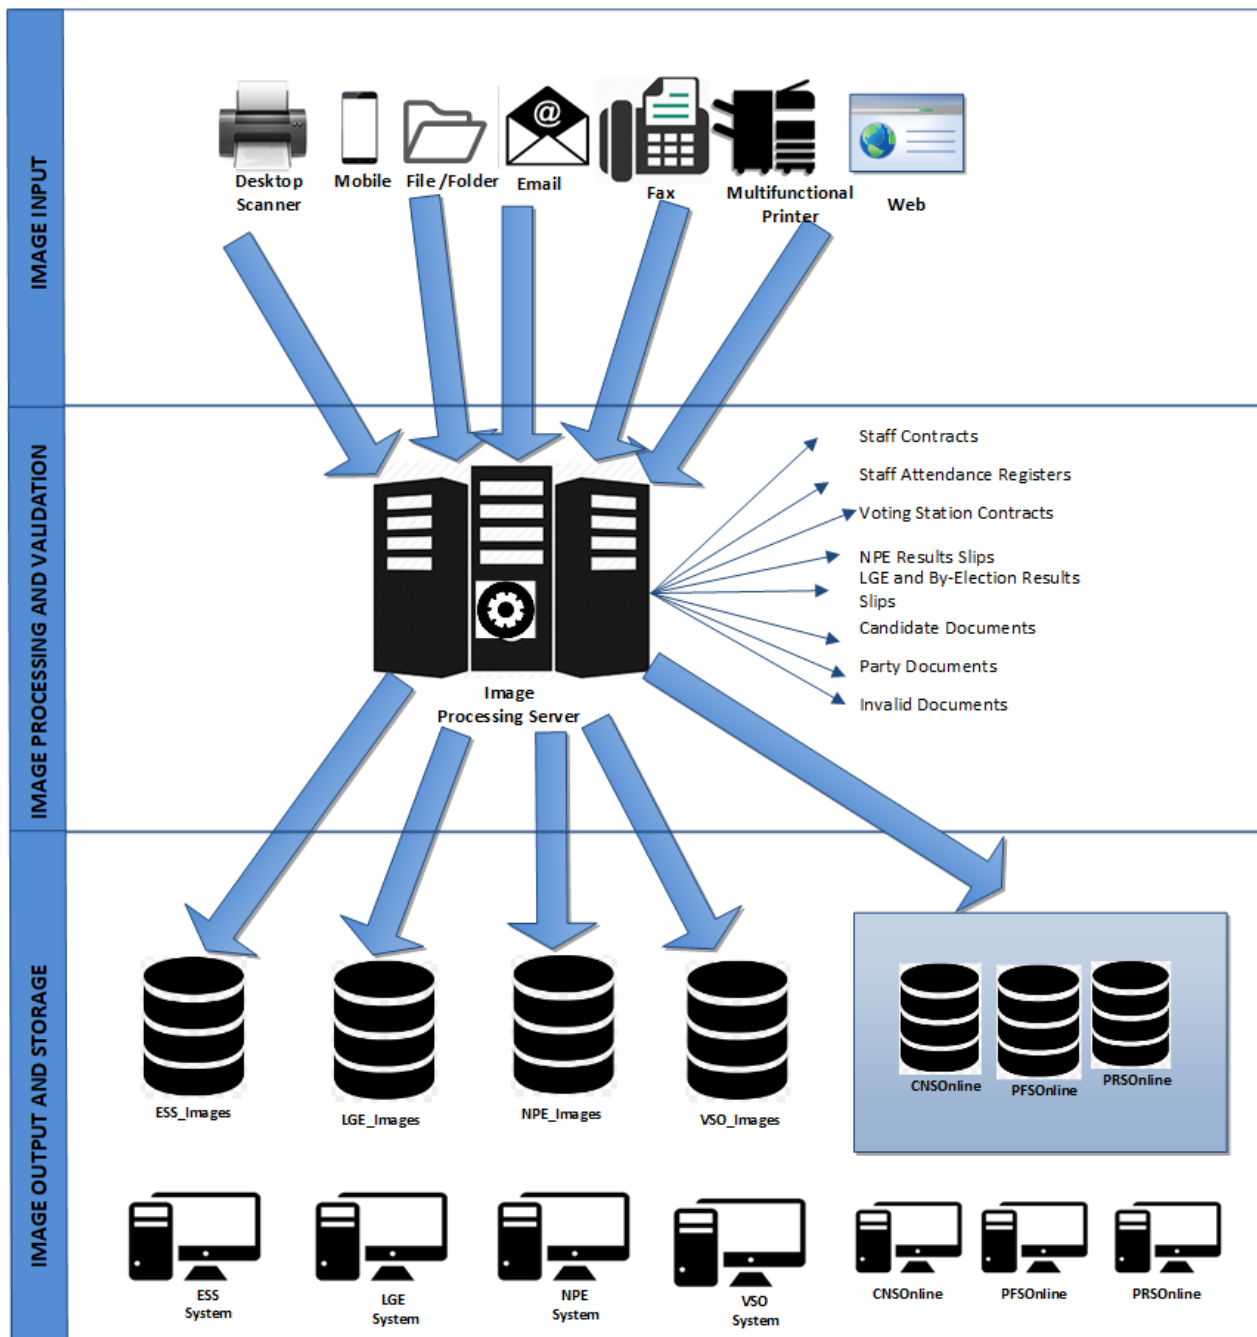 IMAGE INPUT
Desktop
Scanner
Mobile
File /Folder
Email
@
Fax
Multifunctional
Printer
Web
IMAGE PROCESSING AND VALIDATION
Staff Contracts
Staff Attendance Registers
Voting Station Contracts
NPE Results Slips
LGE and By-Election Results
Slips
Candidate Documents
Party Documents
Invalid Documents
Image
Processing Server
IMAGE OUTPUT AND STORAGE
ESS_Images
LGE_Images
NPE_Images
VSO_Images
CNSOnline
PFSOnline
PRSOnline
ESS
System
LGE
System
NPE
System
VSO
System
CNSOnline
PFSOnline
PRSOnline